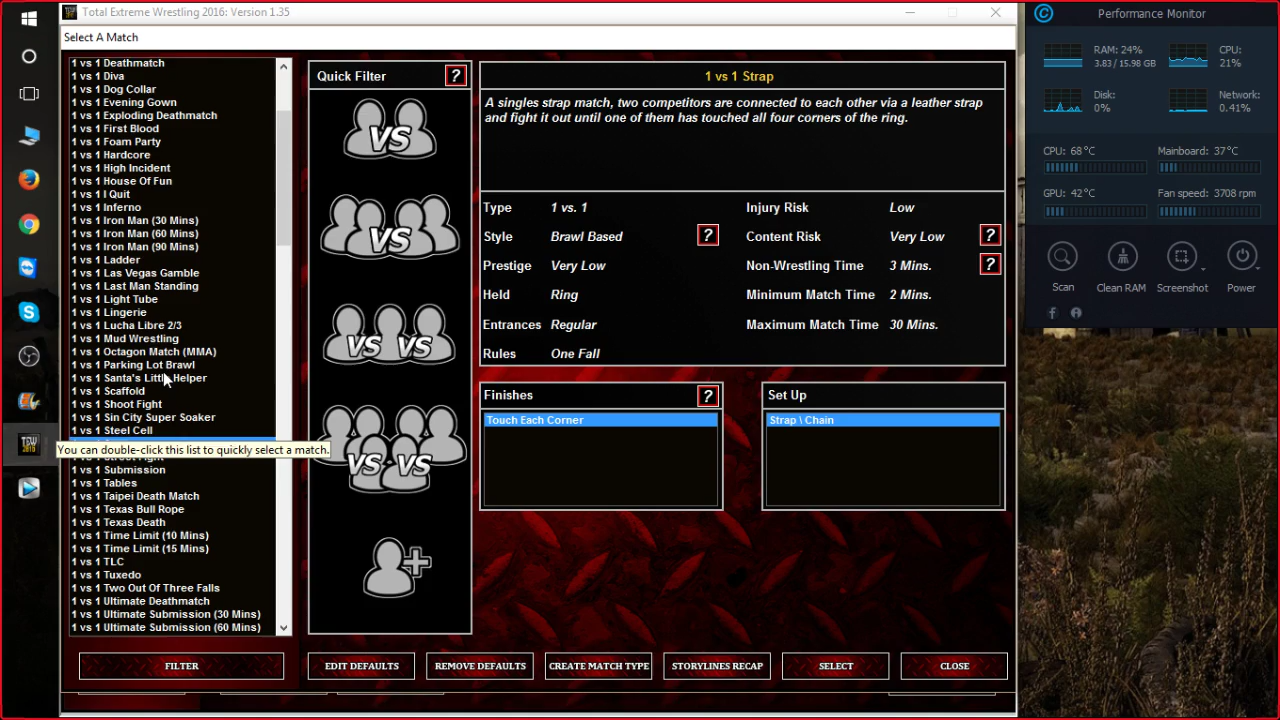 Total Extreme Wrestling 2016: Version 1.35
Select A Match
1 vs 1 Deathmatch
1 vs 1 Diva
1 vs 1 Dog Collar
1 vs 1 Evening Gown
1 vs 1 Exploding Deathmatch
1 vs 1 First Blood
1 vs 1 Foam Party
1 vs 1 Hardcore
1 vs 1 High Incident
1 vs 1 House Of Fun
1 vs 1 I Quit
1 vs 1 Inferno
1 vs 1 Iron Man (30 Mins)
1 vs 1 Iron Man (60 Mins)
1 vs 1 Iron Man (90 Mins)
1 vs 1 Ladder
1 vs 1 Las Vegas Gamble
1 vs 1 Last Man Standing
1 vs 1 Light Tube
1 vs 1 Lingerie
1 vs 1 Lucha Libre 2/3
1 vs 1 Mud Wrestling
1 vs 1 Octagon Match (MMA)
1 vs 1 Parking Lot Brawl
1 vs 1 Santa's Little Helper
1 vs 1 Scaffold
1 vs 1 Shoot Fight
1 vs 1 Sin City Super Soaker
1 vs 1 Steel Cell
You can double-click this list to quickly select a match.
1 vs 1 Street Fight
1 vs 1 Submission
1 vs 1 Tables
1 vs 1 Taipei Death Match
1 vs 1 Texas Bull Rope
1 vs 1 Texas Death
1 vs 1 Time Limit (10 Mins)
1 vs 1 Time Limit (15 Mins)
1 vs 1 TLC
1 vs 1 Tuxedo
1 vs 1 Two Out Of Three Falls
1 vs 1 Ultimate Deathmatch
1 vs 1 Ultimate Submission (30 Mins)
1 vs 1 Ultimate Submission (60 Mins)
FILTER
Quick Filter ?
VS
VS
VS VS
VS VS
1 vs 1 Strap
A singles strap match, two competitors are connected to each other via a leather strap
and fight it out until one of them has touched all four corners of the ring.
Type 1 vs. 1 Injury Risk Low
Style Brawl Based ? Content Risk Very Low ?
Prestige Very Low Non-Wrestling Time 3 Mins. ?
Held Ring Minimum Match Time 2 Mins.
Entrances Regular Maximum Match Time 30 Mins.
Rules One Fall
Finishes ?
Touch Each Corner
Set Up
Strap \ Chain
EDIT DEFAULTS REMOVE DEFAULTS CREATE MATCH TYPE STORYLINES RECAP SELECT CLOSE
TEW
2016
Performance Monitor
RAM: 24%
3.83 / 15.98 GB
CPU:
21%
Disk:
0%
Network:
0.41%
CPU: 68°C Mainboard: 37°C
GPU: 42°C Fan speed: 3708 rpm
Scan Clean RAM Screenshot Power